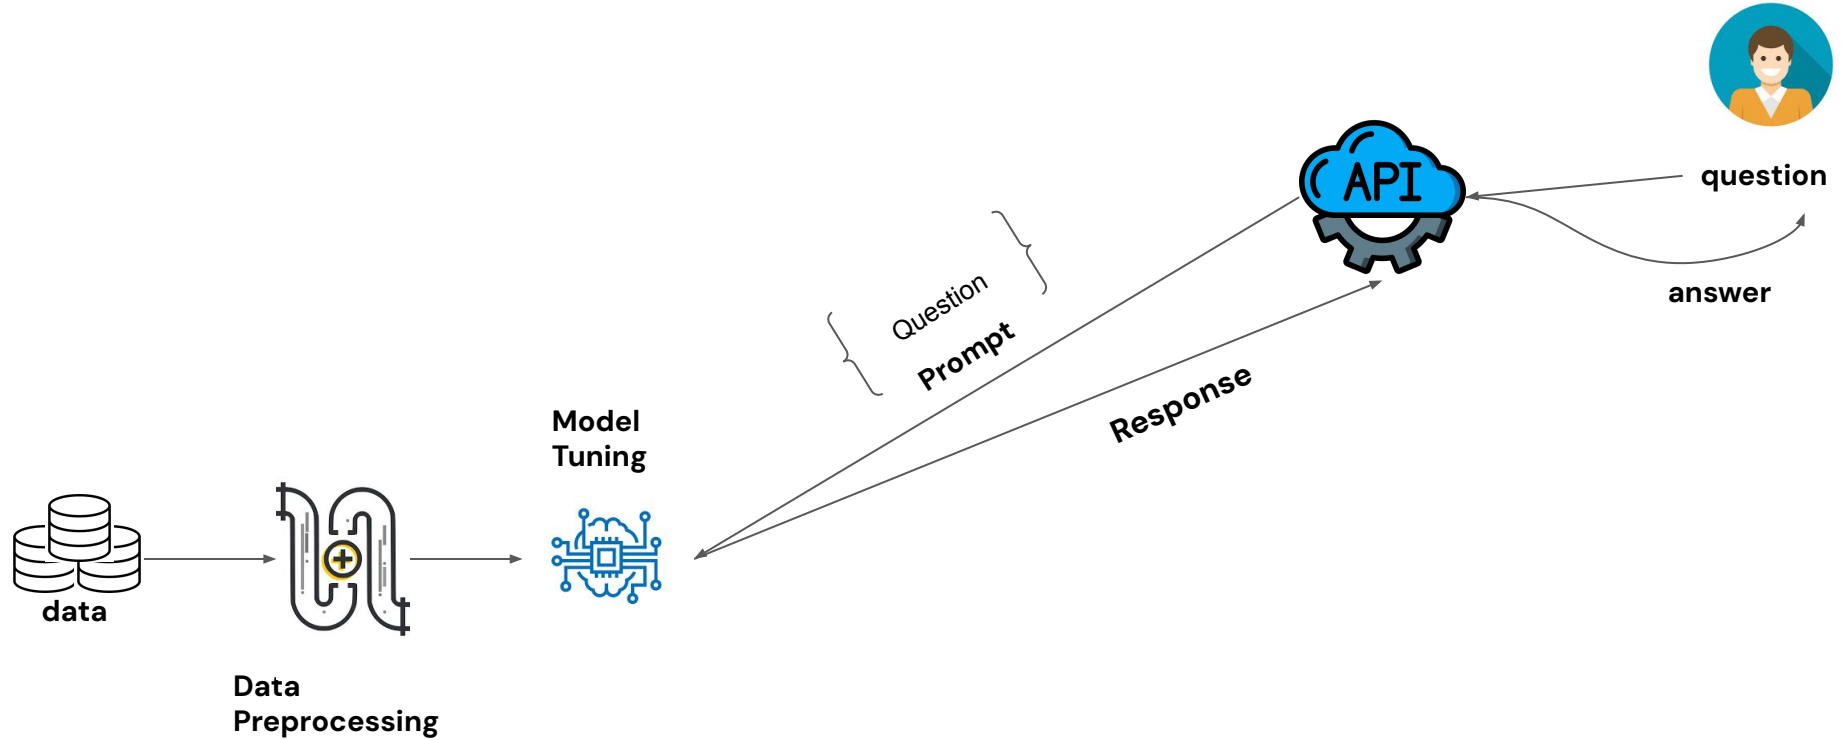 API
question
answer
Question
Prompt
Response
Model
Tuning
data
Data
Preprocessing